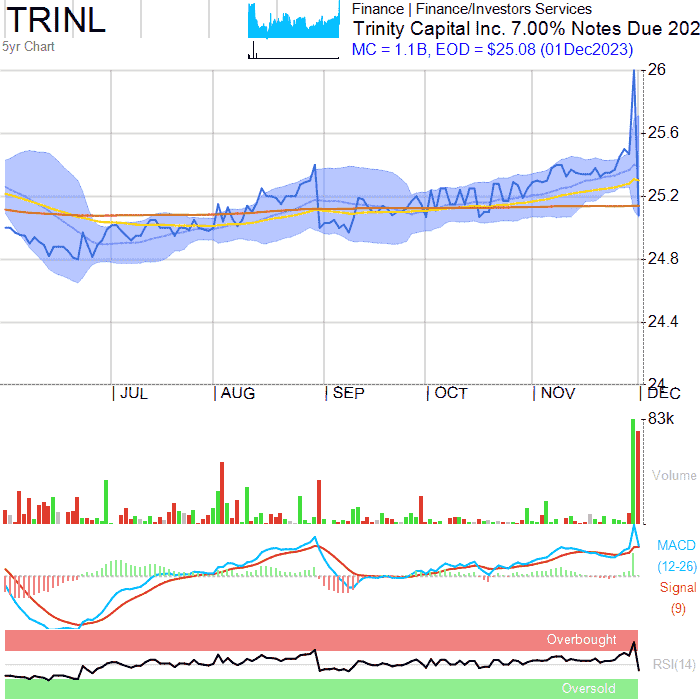 TRINL
5yr Chart
Finance | Finance/Investors Services
Trinity Capital Inc. 7.00% Notes Due 202
MC = 1.1B, EOD = $25.08 (01Dec2023)
26
25.6
25.2
24.8
24.4
24
JUL AUG SEP OCT NOV DEC
83k
Volume
MACD
(12-26)
Signal
(9)
Overbought
RSI(14)
Oversold